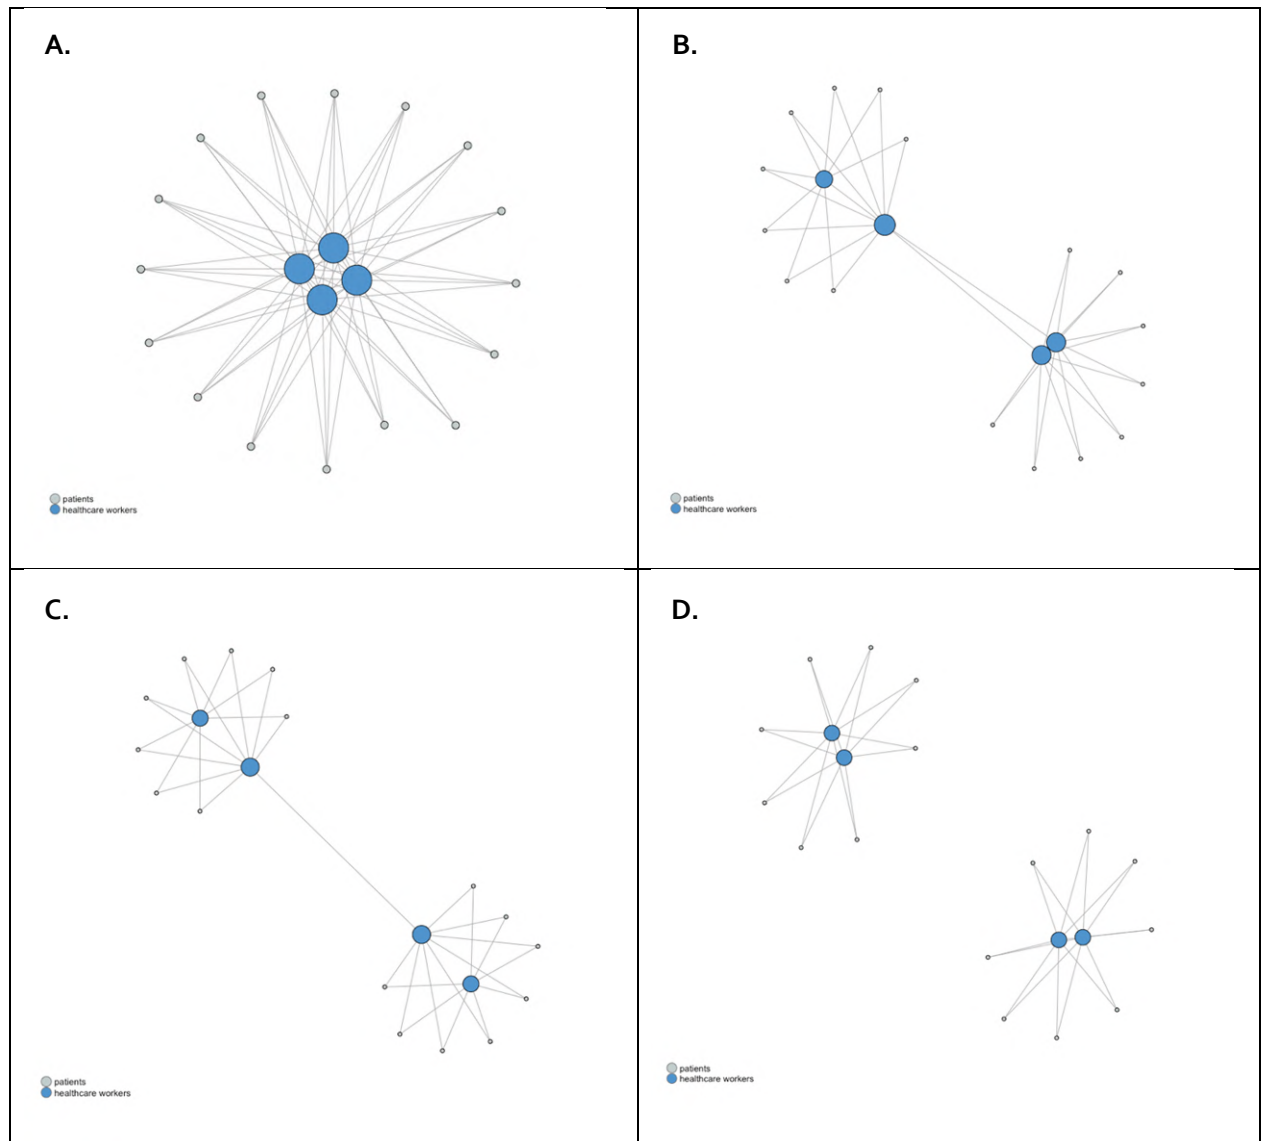 A.
B.
patients
healthcare workers
patients
healthcare workers
C.
D.
patients
healthcare workers
patients
healthcare workers